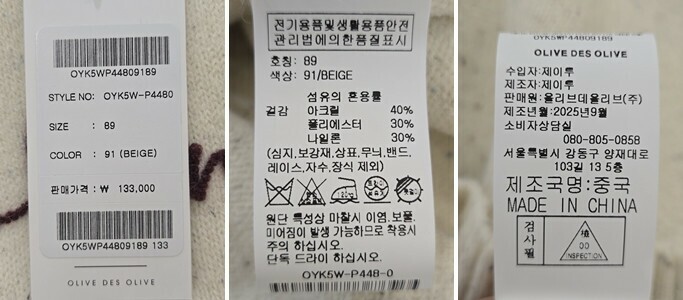 OYK5WP44809189
STYLE NO: OYK5W-P4480
SIZE : 89
COLOR : 91 (BEIGE)
판매가격 : ₩ 133,000
OYK5WP44809189 133
OLIVE DES OLIVE
전기용품및생활용품안전
관리법에의한품질표시
호칭: 89
색상: 91/BEIGE
섬유의 혼용률
겉감 아크릴 40%
폴리에스터 30%
나일론 30%
(심지,보강재,상표,무늬,밴드,
레이스,자수,장식 제외)
원단 특성상 마찰시 이염,보풀,
미어짐이 발생 가능하므로 착용시
주의 하십시오.
단독 드라이 하십시오.
OYK5W-P448-0
OYK5WP44809189
OLIVE DES OLIVE
수입자:제이투
제조자:제이투
판매원:올리브데올리브(주)
제조년월:2025년9월
소비자상담실
080-805-0858
서울특별시 강동구 양재대로
103길 13 5층
제조국명:중국
MADE IN CHINA
검사필
檢
00
INSPECTION